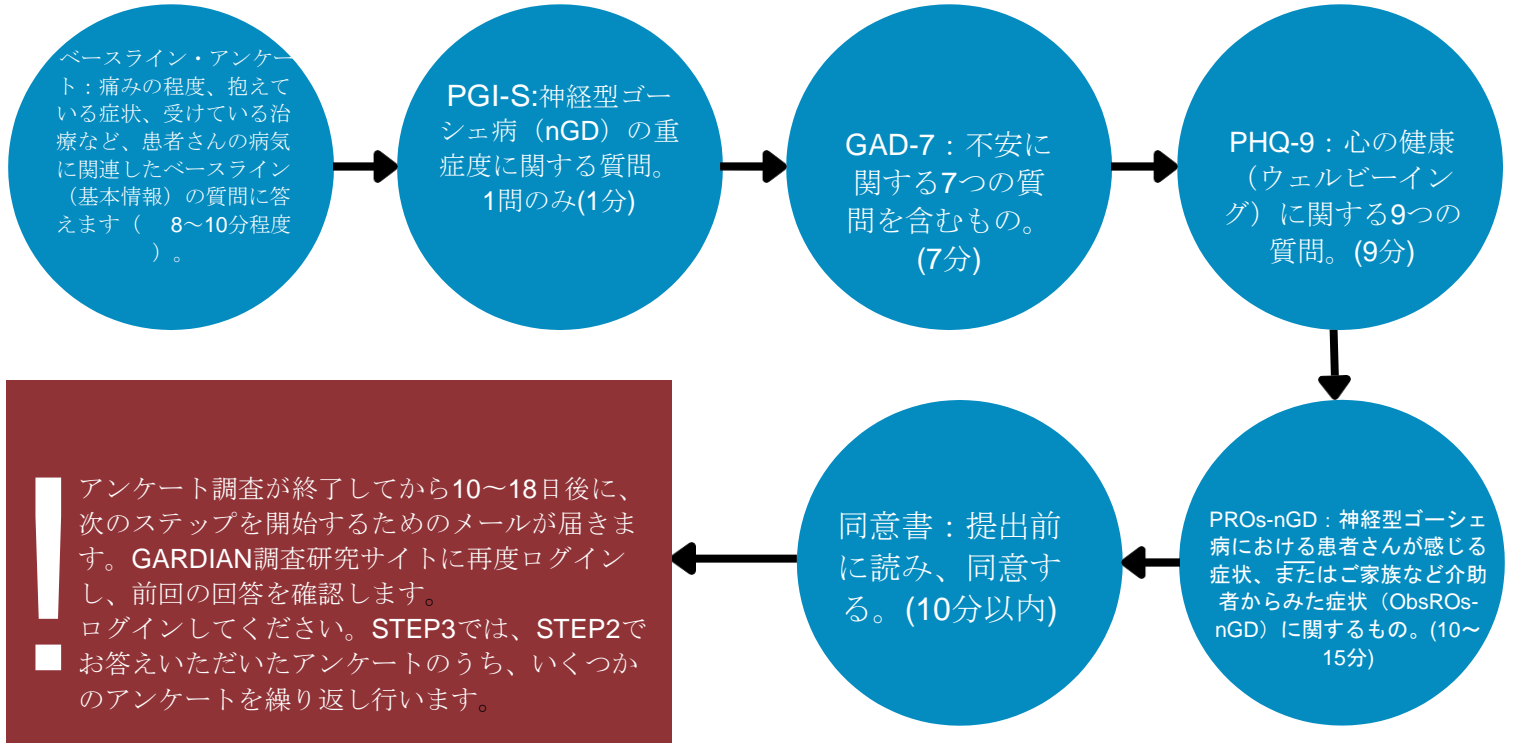 ベースライン・アンケー
ト：痛みの程度、抱えて
いる症状、受けている治
療など、患者さんの病気
に関連したベースライン
（基本情報）の質問に答
えます（　8～10分程度
）。
PGI-S:神経型ゴー
シェ病（nGD）の重
症度に関する質問。
1問のみ(1分)
GAD-7：不安に
関する7つの質
問を含むもの。
(7分)
PHQ-9：心の健康
（ウェルビーイン
グ）に関する9つの
質問。(9分)
PROs-nGD：神経型ゴーシェ
病における患者さんが感じる
症状、またはご家族など介助
者からみた症状（ObsROs-
nGD）に関するもの。(10～
15分)
同意書：提出前
に読み、同意す
る。(10分以内)
!
アンケート調査が終了してから10～18日後に、
次のステップを開始するためのメールが届きま
す。GARDIAN調査研究サイトに再度ログイン
し、前回の回答を確認します。
ログインしてください。STEP3では、STEP2で
お答えいただいたアンケートのうち、いくつか
のアンケートを繰り返し行います。